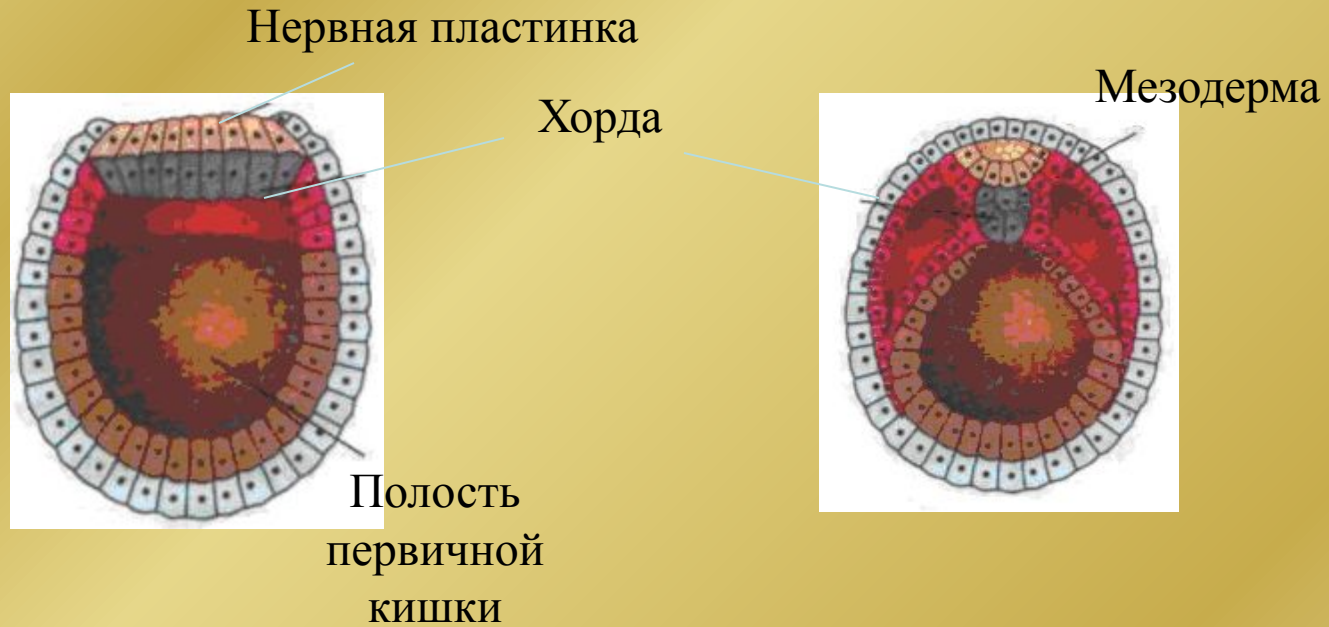 Нервная пластинка
Мезодерма
Хорда
Полость
первичной
кишки